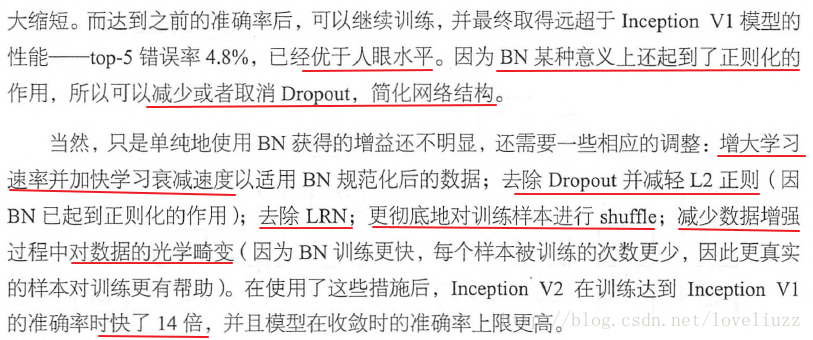 大缩短。而达到之前的准确率后，可以继续训练，并最终取得远超于 Inception V1 模型的
性能——top-5 错误率 4.8%，已经优于人眼水平。因为 BN 某种意义上还起到了正则化的
作用，所以可以减少或者取消 Dropout，简化网络结构。
当然，只是单纯地使用 BN 获得的增益还不明显，还需要一些相应的调整：增大学习
速率并加快学习衰减速度以适用 BN 规范化后的数据；去除 Dropout 并减轻 L2 正则（因
BN 已起到正则化的作用）；去除 LRN；更彻底地对训练样本进行 shuffle；减少数据增强
过程中对数据的光学畸变（因为 BN 训练更快，每个样本被训练的次数更少，因此更真实
的样本对训练更有帮助）。在使用了这些措施后，Inception V2 在训练达到 Inception V1
的准确率时快了 14 倍，并且模型在收敛时的准确率上限更高。
https://blog.csdn.net/loveliuzz